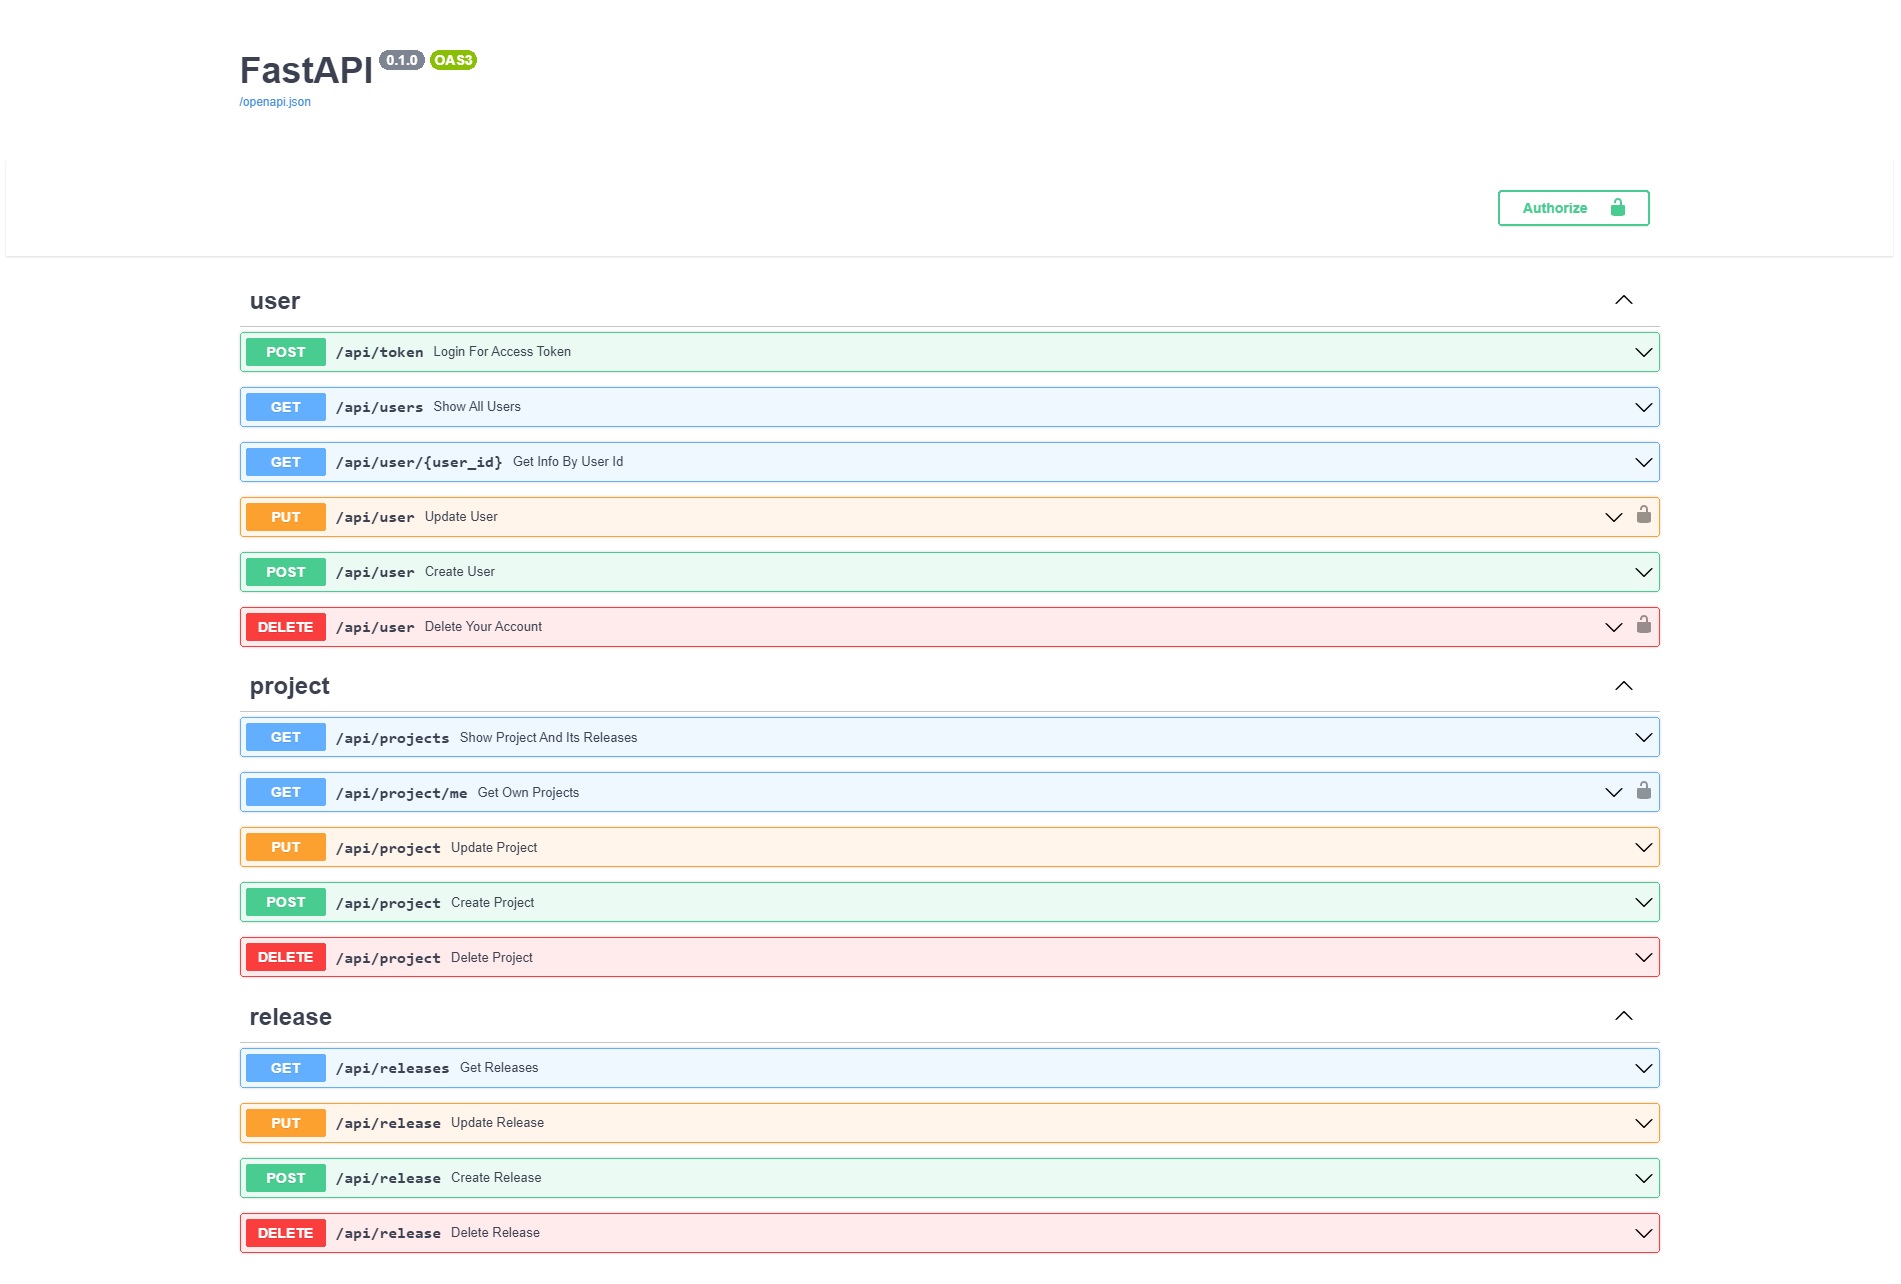 FastAPI 0.1.0 OAS3
/openapi.json
Authorize
user
POST /api/token Login For Access Token
GET /api/users Show All Users
GET /api/user/{user_id} Get Info By User Id
PUT /api/user Update User
POST /api/user Create User
DELETE /api/user Delete Your Account
project
GET /api/projects Show Project And Its Releases
GET /api/project/me Get Own Projects
PUT /api/project Update Project
POST /api/project Create Project
DELETE /api/project Delete Project
release
GET /api/releases Get Releases
PUT /api/release Update Release
POST /api/release Create Release
DELETE /api/release Delete Release